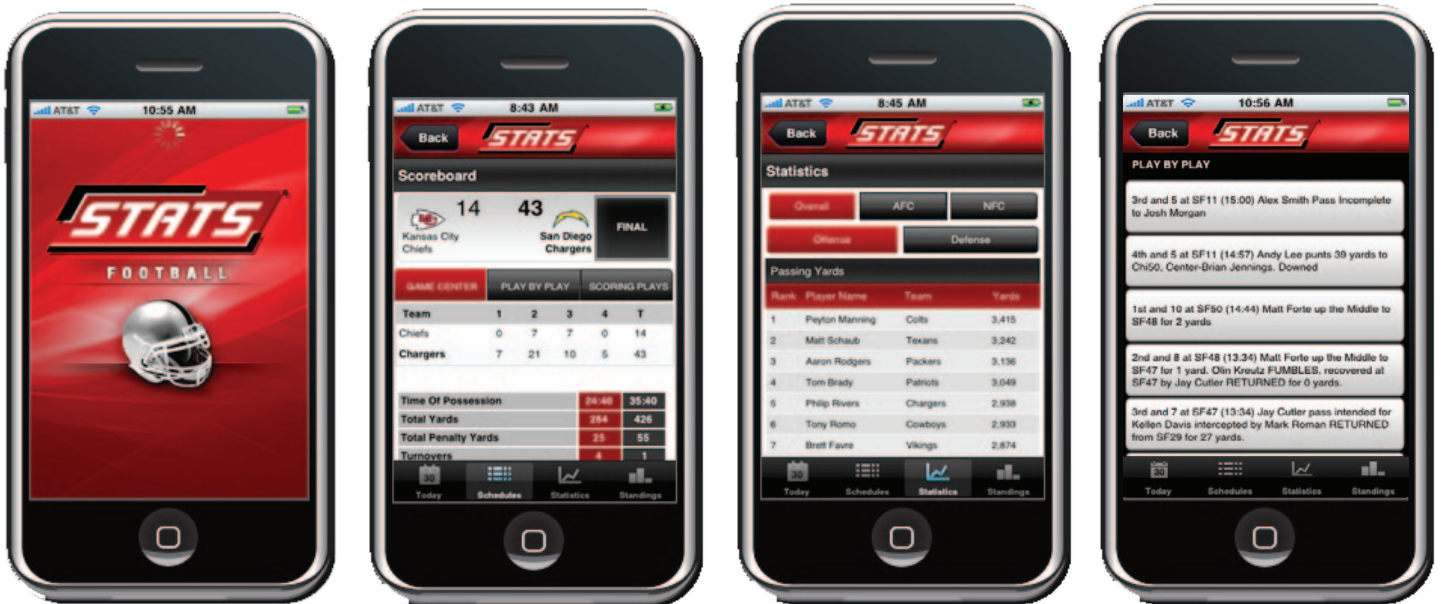 AT&T 10:55 AM
STATS
FOOTBALL
AT&T 8:43 AM
Back STATS
Scoreboard
14 43
Kansas City San Diego FINAL
Chiefs Chargers
GAME CENTER PLAY BY PLAY SCORING PLAYS
Team 1 2 3 4 T
Chiefs 0 7 7 0 14
Chargers 7 21 10 5 43
Time Of Possession 24:40 35:40
Total Yards 284 426
Total Penalty Yards 25 55
Turnovers 4 1
30
Today Schedules Statistics Standings
AT&T 8:45 AM
Back STATS
Statistics
Overall AFC NFC
Offense Defense
Passing Yards
Rank Player Name Team Yards
1 Peyton Manning Colts 3,415
2 Matt Schaub Texans 3,242
3 Aaron Rodgers Packers 3,136
4 Tom Brady Patriots 3,049
5 Philip Rivers Chargers 2,938
6 Tony Romo Cowboys 2,933
7 Brett Favre Vikings 2,874
30
Today Schedules Statistics Standings
AT&T 10:56 AM
Back STATS
PLAY BY PLAY
3rd and 5 at SF11 (15:00) Alex Smith Pass Incomplete
to Josh Morgan
4th and 5 at SF11 (14:57) Andy Lee punts 39 yards to
Chi50, Center-Brian Jennings. Downed
1st and 10 at SF50 (14:44) Matt Forte up the Middle to
SF48 for 2 yards
2nd and 8 at SF48 (13:34) Matt Forte up the Middle to
SF47 for 1 yard. Olin Kreutz FUMBLES, recovered at
SF47 by Jay Cutler RETURNED for 0 yards.
3rd and 7 at SF47 (13:34) Jay Cutler pass intended for
Kellen Davis intercepted by Mark Roman RETURNED
from SF29 for 27 yards.
30
Today Schedules Statistics Standings